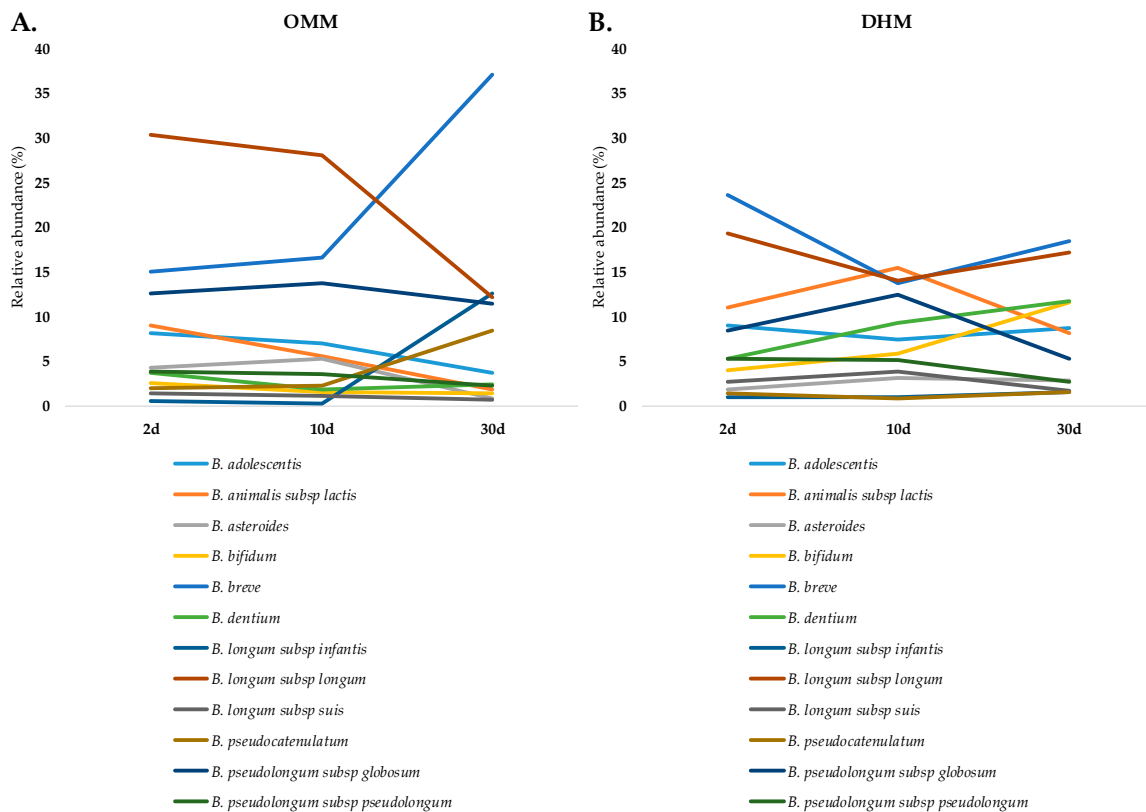 A.
OMM
Relative abundance (%)
40
35
30
25
20
15
10
5
0
2d
10d
30d
B. adolescentis
B. animalis subsp lactis
B. asteroides
B. bifidum
B. breve
B. dentium
B. longum subsp infantis
B. longum subsp longum
B. longum subsp suis
B. pseudocatenulatum
B. pseudolongum subsp globosum
B. pseudolongum subsp pseudolongum
B.
DHM
Relative abundance (%)
40
35
30
25
20
15
10
5
0
2d
10d
30d
B. adolescentis
B. animalis subsp lactis
B. asteroides
B. bifidum
B. breve
B. dentium
B. longum subsp infantis
B. longum subsp longum
B. longum subsp suis
B. pseudocatenulatum
B. pseudolongum subsp globosum
B. pseudolongum subsp pseudolongum